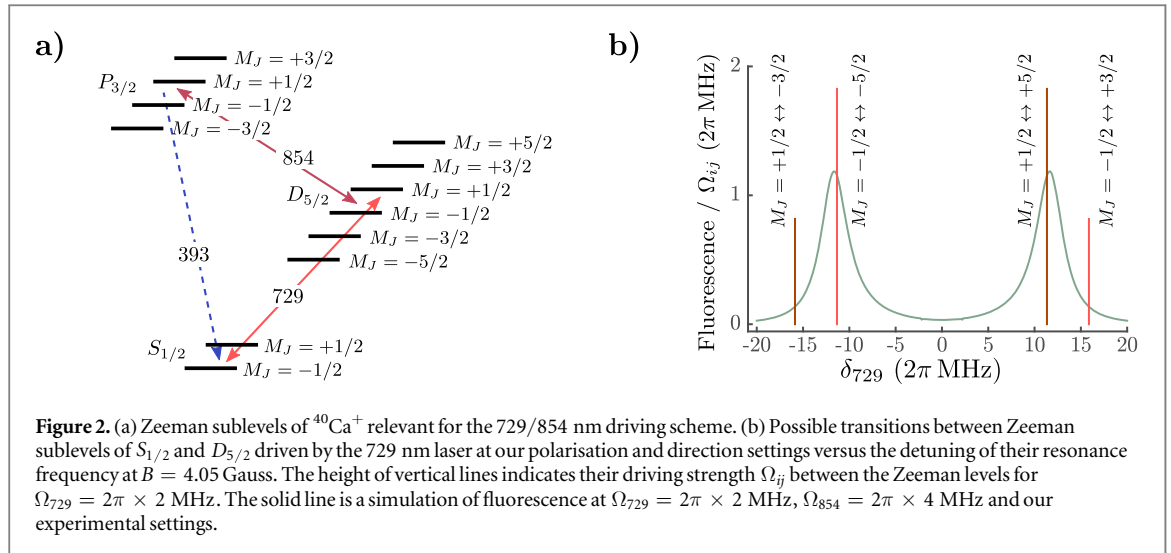 a)
M_J = +3/2
P_{3/2}
M_J = +1/2
M_J = −1/2
M_J = −3/2
M_J = +5/2
854
M_J = +3/2
D_{5/2}
M_J = +1/2
M_J = −1/2
M_J = −3/2
393
M_J = −5/2
729
S_{1/2}
M_J = +1/2
M_J = −1/2
b)
Fluorescence / Ω_{ij} (2π MHz)
2
1
0
M_J = +1/2 ↔ −3/2
M_J = −1/2 ↔ −5/2
M_J = +1/2 ↔ +5/2
M_J = −1/2 ↔ +3/2
-20 -15 -10 -5 0 5 10 15 20
δ_{729} (2π MHz)
Figure 2. (a) Zeeman sublevels of ⁴⁰Ca⁺ relevant for the 729/854 nm driving scheme. (b) Possible transitions between Zeeman
sublevels of S_{1/2} and D_{5/2} driven by the 729 nm laser at our polarisation and direction settings versus the detuning of their resonance
frequency at B = 4.05 Gauss. The height of vertical lines indicates their driving strength Ω_{ij} between the Zeeman levels for
Ω_{729} = 2π × 2 MHz. The solid line is a simulation of fluorescence at Ω_{729} = 2π × 2 MHz, Ω_{854} = 2π × 4 MHz and our
experimental settings.